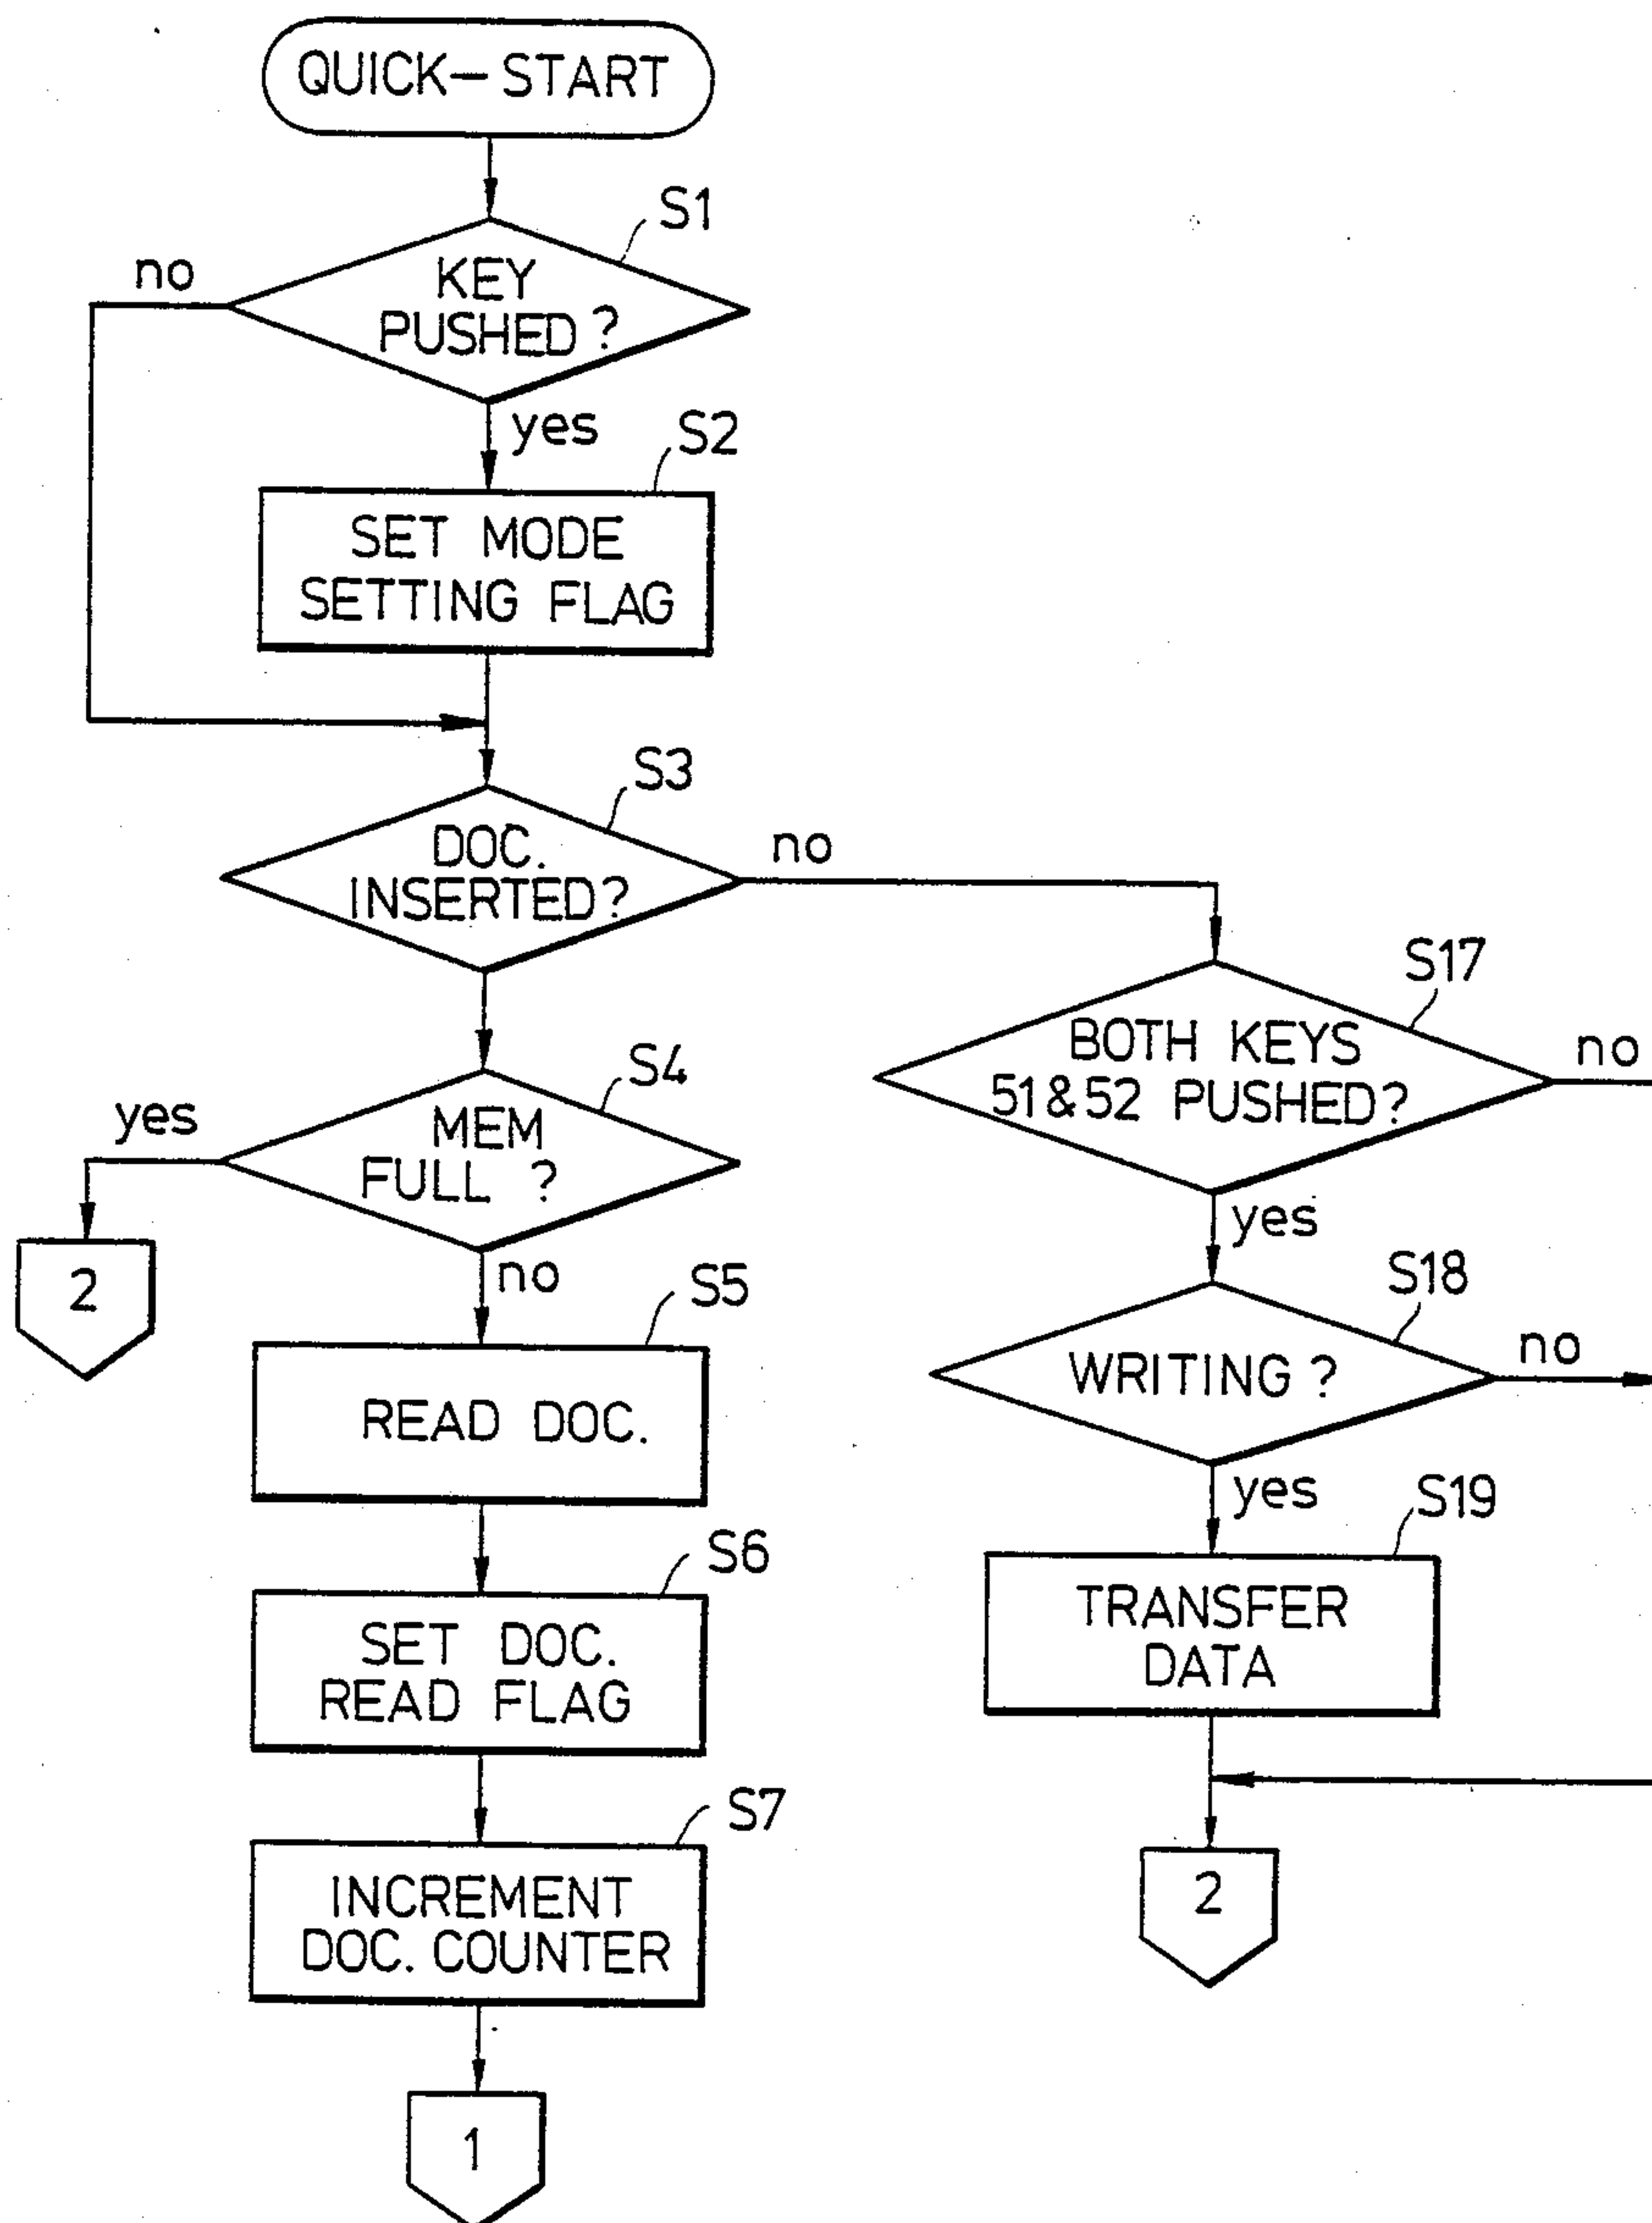 QUICK-START
S1
no
KEY
PUSHED ?
yes
S2
SET MODE
SETTING FLAG
S3
DOC.
INSERTED?
no
S17
BOTH KEYS
51&52 PUSHED?
no
S4
yes
MEM
FULL ?
yes
2
no
S18
S5
WRITING ?
no
READ DOC.
yes
S19
S6
TRANSFER
DATA
SET DOC.
READ FLAG
S7
INCREMENT
DOC. COUNTER
2
1